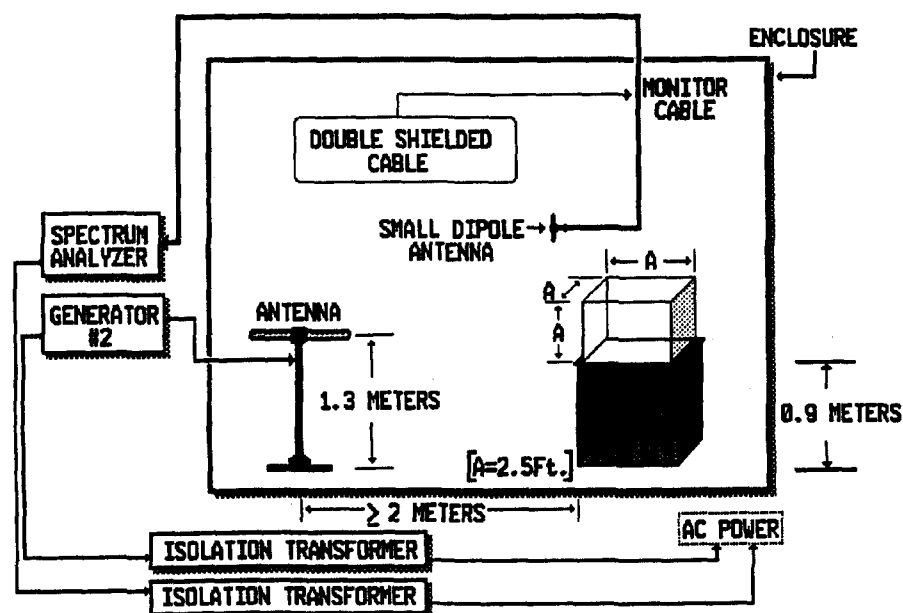 ENCLOSURE
MONITOR
CABLE
DOUBLE SHIELDED
CABLE
SMALL DIPOLE
ANTENNA
SPECTRUM
ANALYZER
GENERATOR
#2
ANTENNA
A
A
A
1.3 METERS
0.9 METERS
[A=2.5Ft.]
≥ 2 METERS
AC POWER
ISOLATION TRANSFORMER
ISOLATION TRANSFORMER